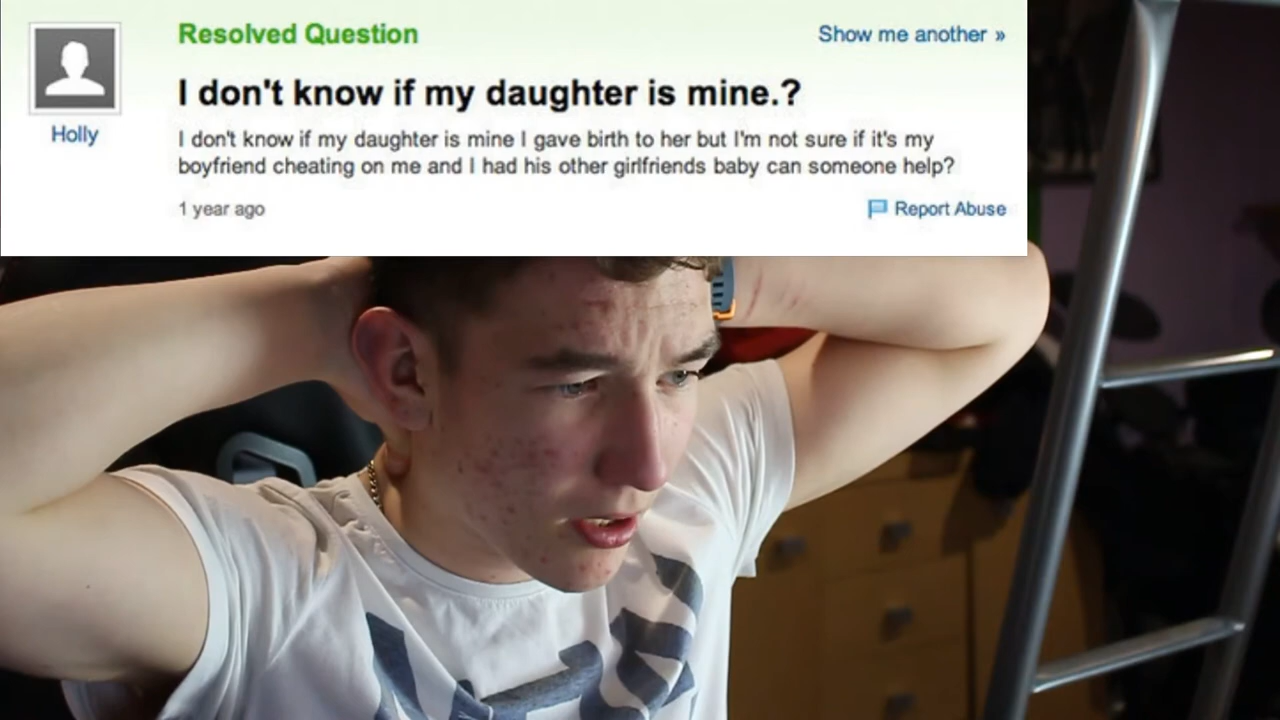 Resolved Question
Show me another »
I don't know if my daughter is mine.?
Holly
I don't know if my daughter is mine I gave birth to her but I'm not sure if it's my
boyfriend cheating on me and I had his other girlfriends baby can someone help?
1 year ago
Report Abuse